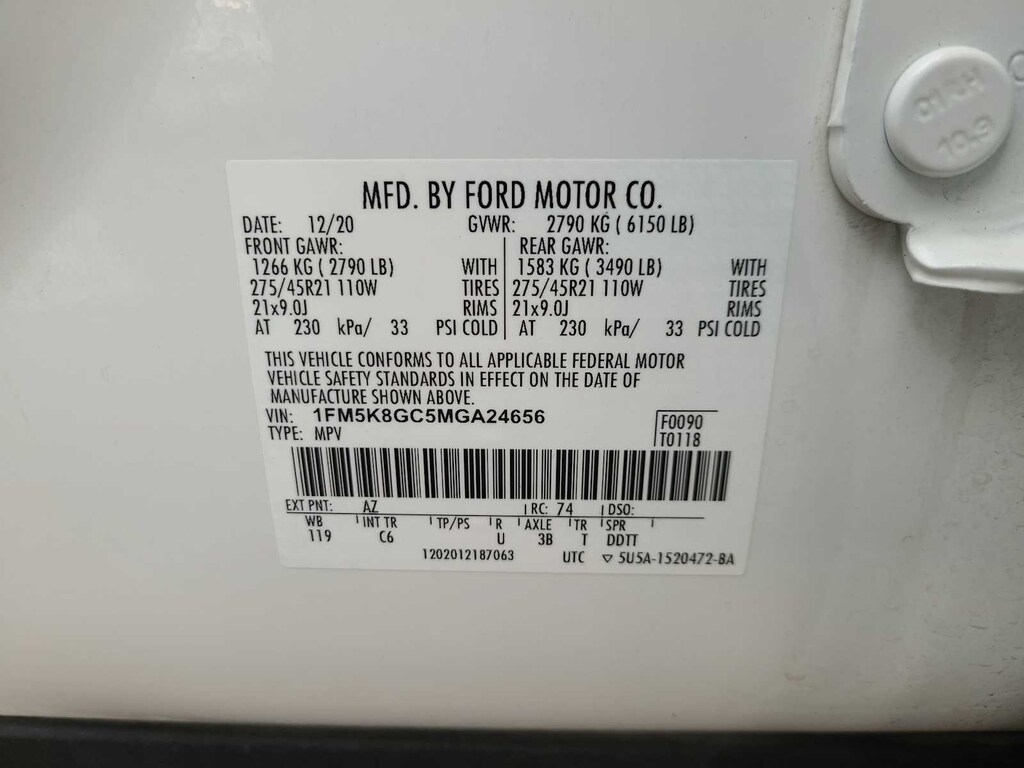 MFD. BY FORD MOTOR CO.
DATE: 12/20 GVWR: 2790 KG ( 6150 LB)
FRONT GAWR: REAR GAWR:
1266 KG ( 2790 LB) WITH 1583 KG ( 3490 LB) WITH
275/45R21 110W TIRES 275/45R21 110W TIRES
21x9.0J RIMS 21x9.0J RIMS
AT 230 kPa/ 33 PSI COLD AT 230 kPa/ 33 PSI COLD
THIS VEHICLE CONFORMS TO ALL APPLICABLE FEDERAL MOTOR
VEHICLE SAFETY STANDARDS IN EFFECT ON THE DATE OF
MANUFACTURE SHOWN ABOVE.
VIN: 1FM5K8GC5MGA24656 F0090
TYPE: MPV T0118
EXT PNT: AZ RC: 74 DSO:
WB INT TR TP/PS R AXLE TR SPR
119 C6 U 3B T DDTT
1202012187063 UTC ▽ 5U5A-1520472-BA
10.9